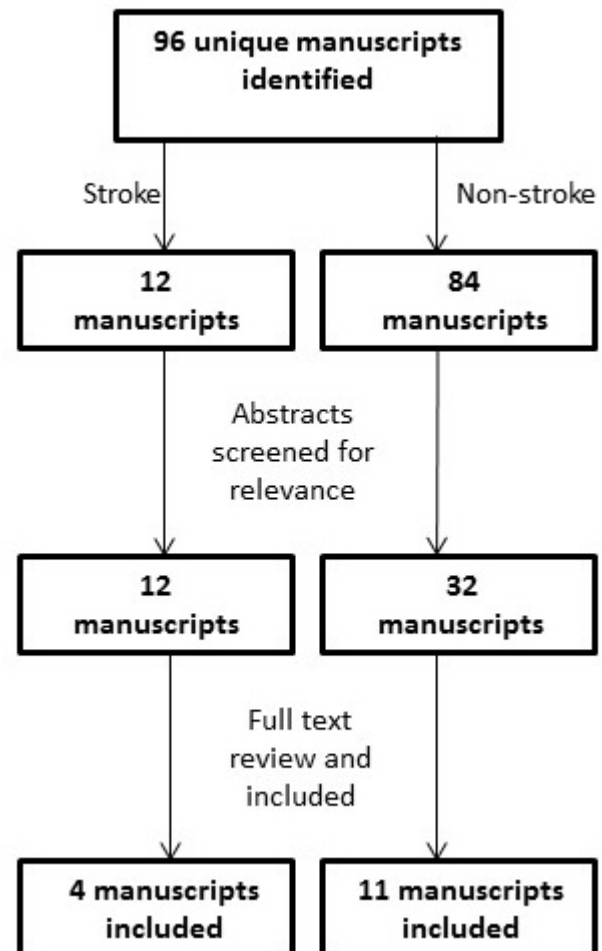 96 unique manuscripts
identified
Stroke
Non-stroke
12
manuscripts
84
manuscripts
Abstracts
screened for
relevance
12
manuscripts
32
manuscripts
Full text
review and
included
4 manuscripts
included
11 manuscripts
included